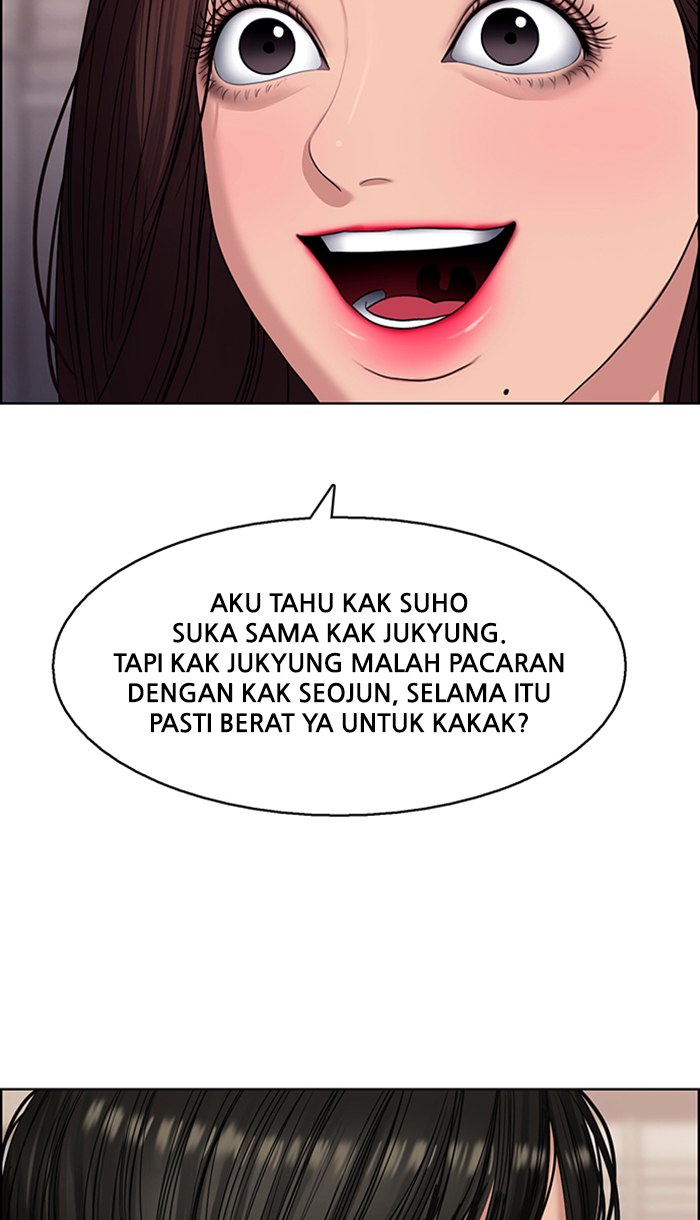 AKU TAHU KAK SUHO
SUKA SAMA KAK JUKYUNG.
TAPI KAK JUKYUNG MALAH PACARAN
DENGAN KAK SEOJUN, SELAMA ITU
PASTI BERAT YA UNTUK KAKAK?